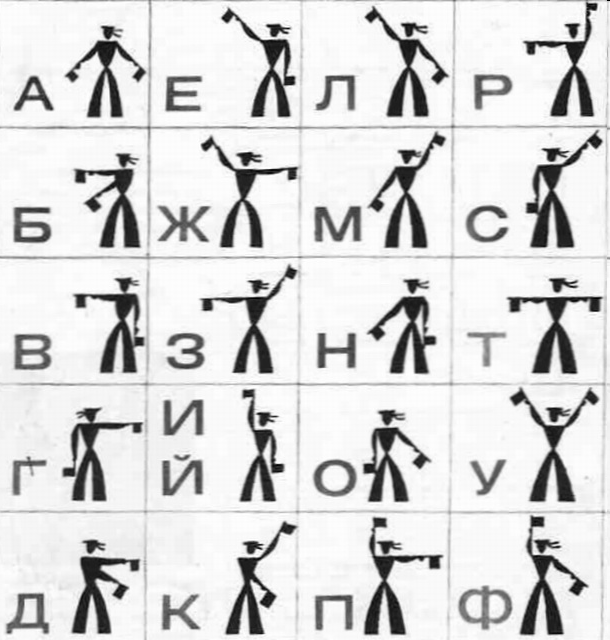 А Е Л Р
Б Ж М С
В З Н Т
Г И Й О У
Д К П Ф